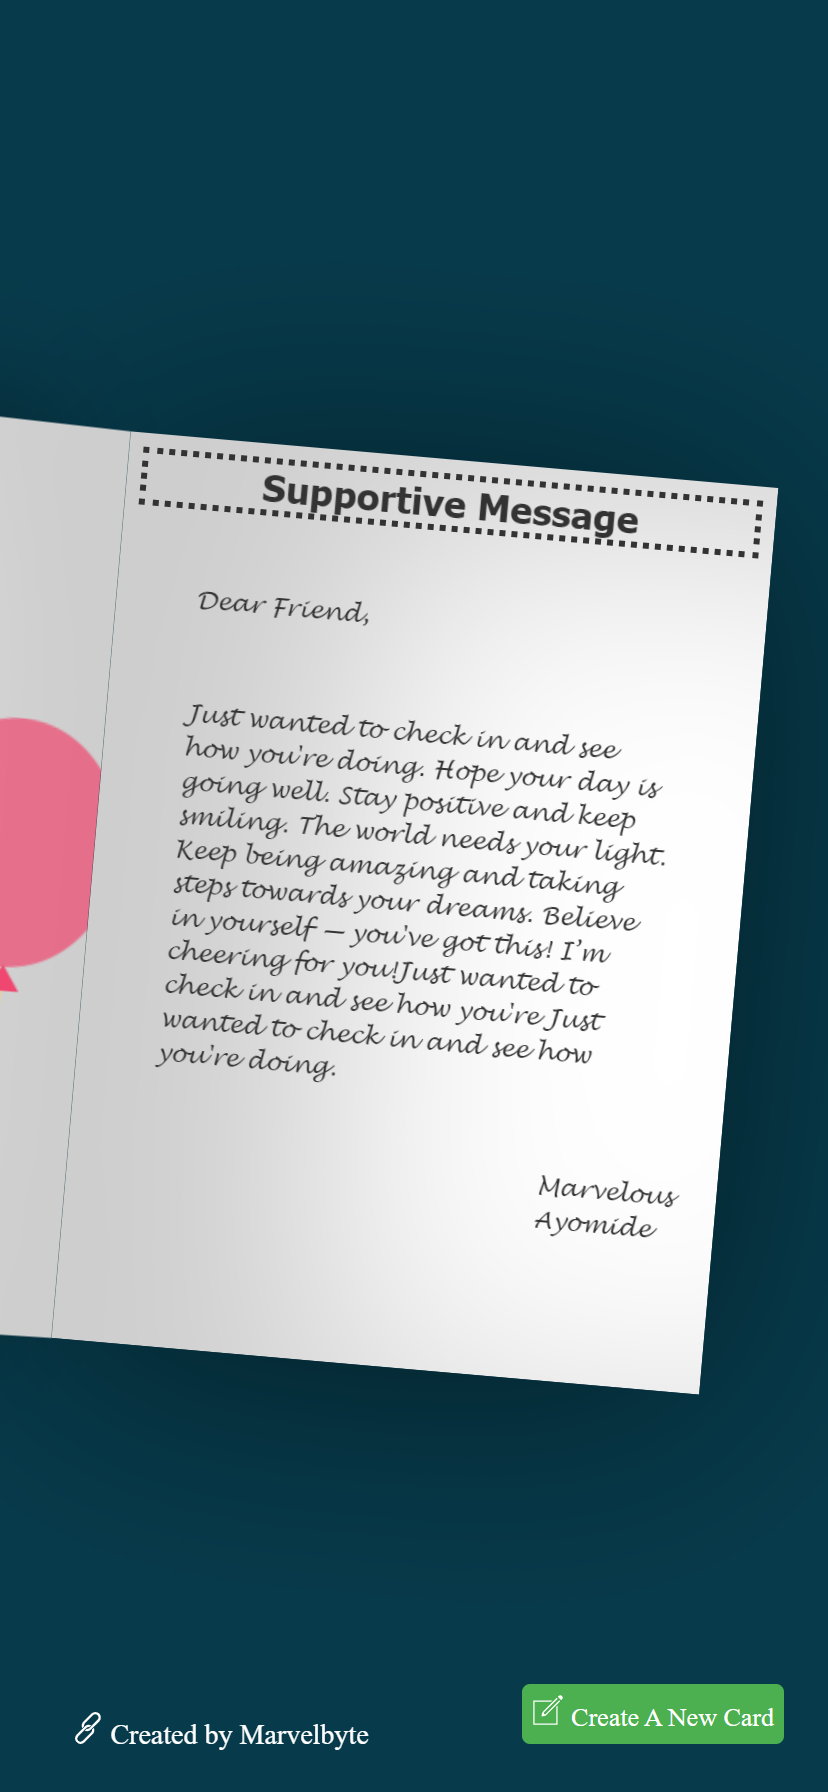 Supportive Message
Dear Friend,
Just wanted to check in and see
how you're doing. Hope your day is
going well. Stay positive and keep
smiling. The world needs your light.
Keep being amazing and taking
steps towards your dreams. Believe
in yourself – you've got this! I’m
cheering for you!Just wanted to
check in and see how you're Just
wanted to check in and see how
you're doing.
Marvelous
Ayomide
Created by Marvelbyte
Create A New Card